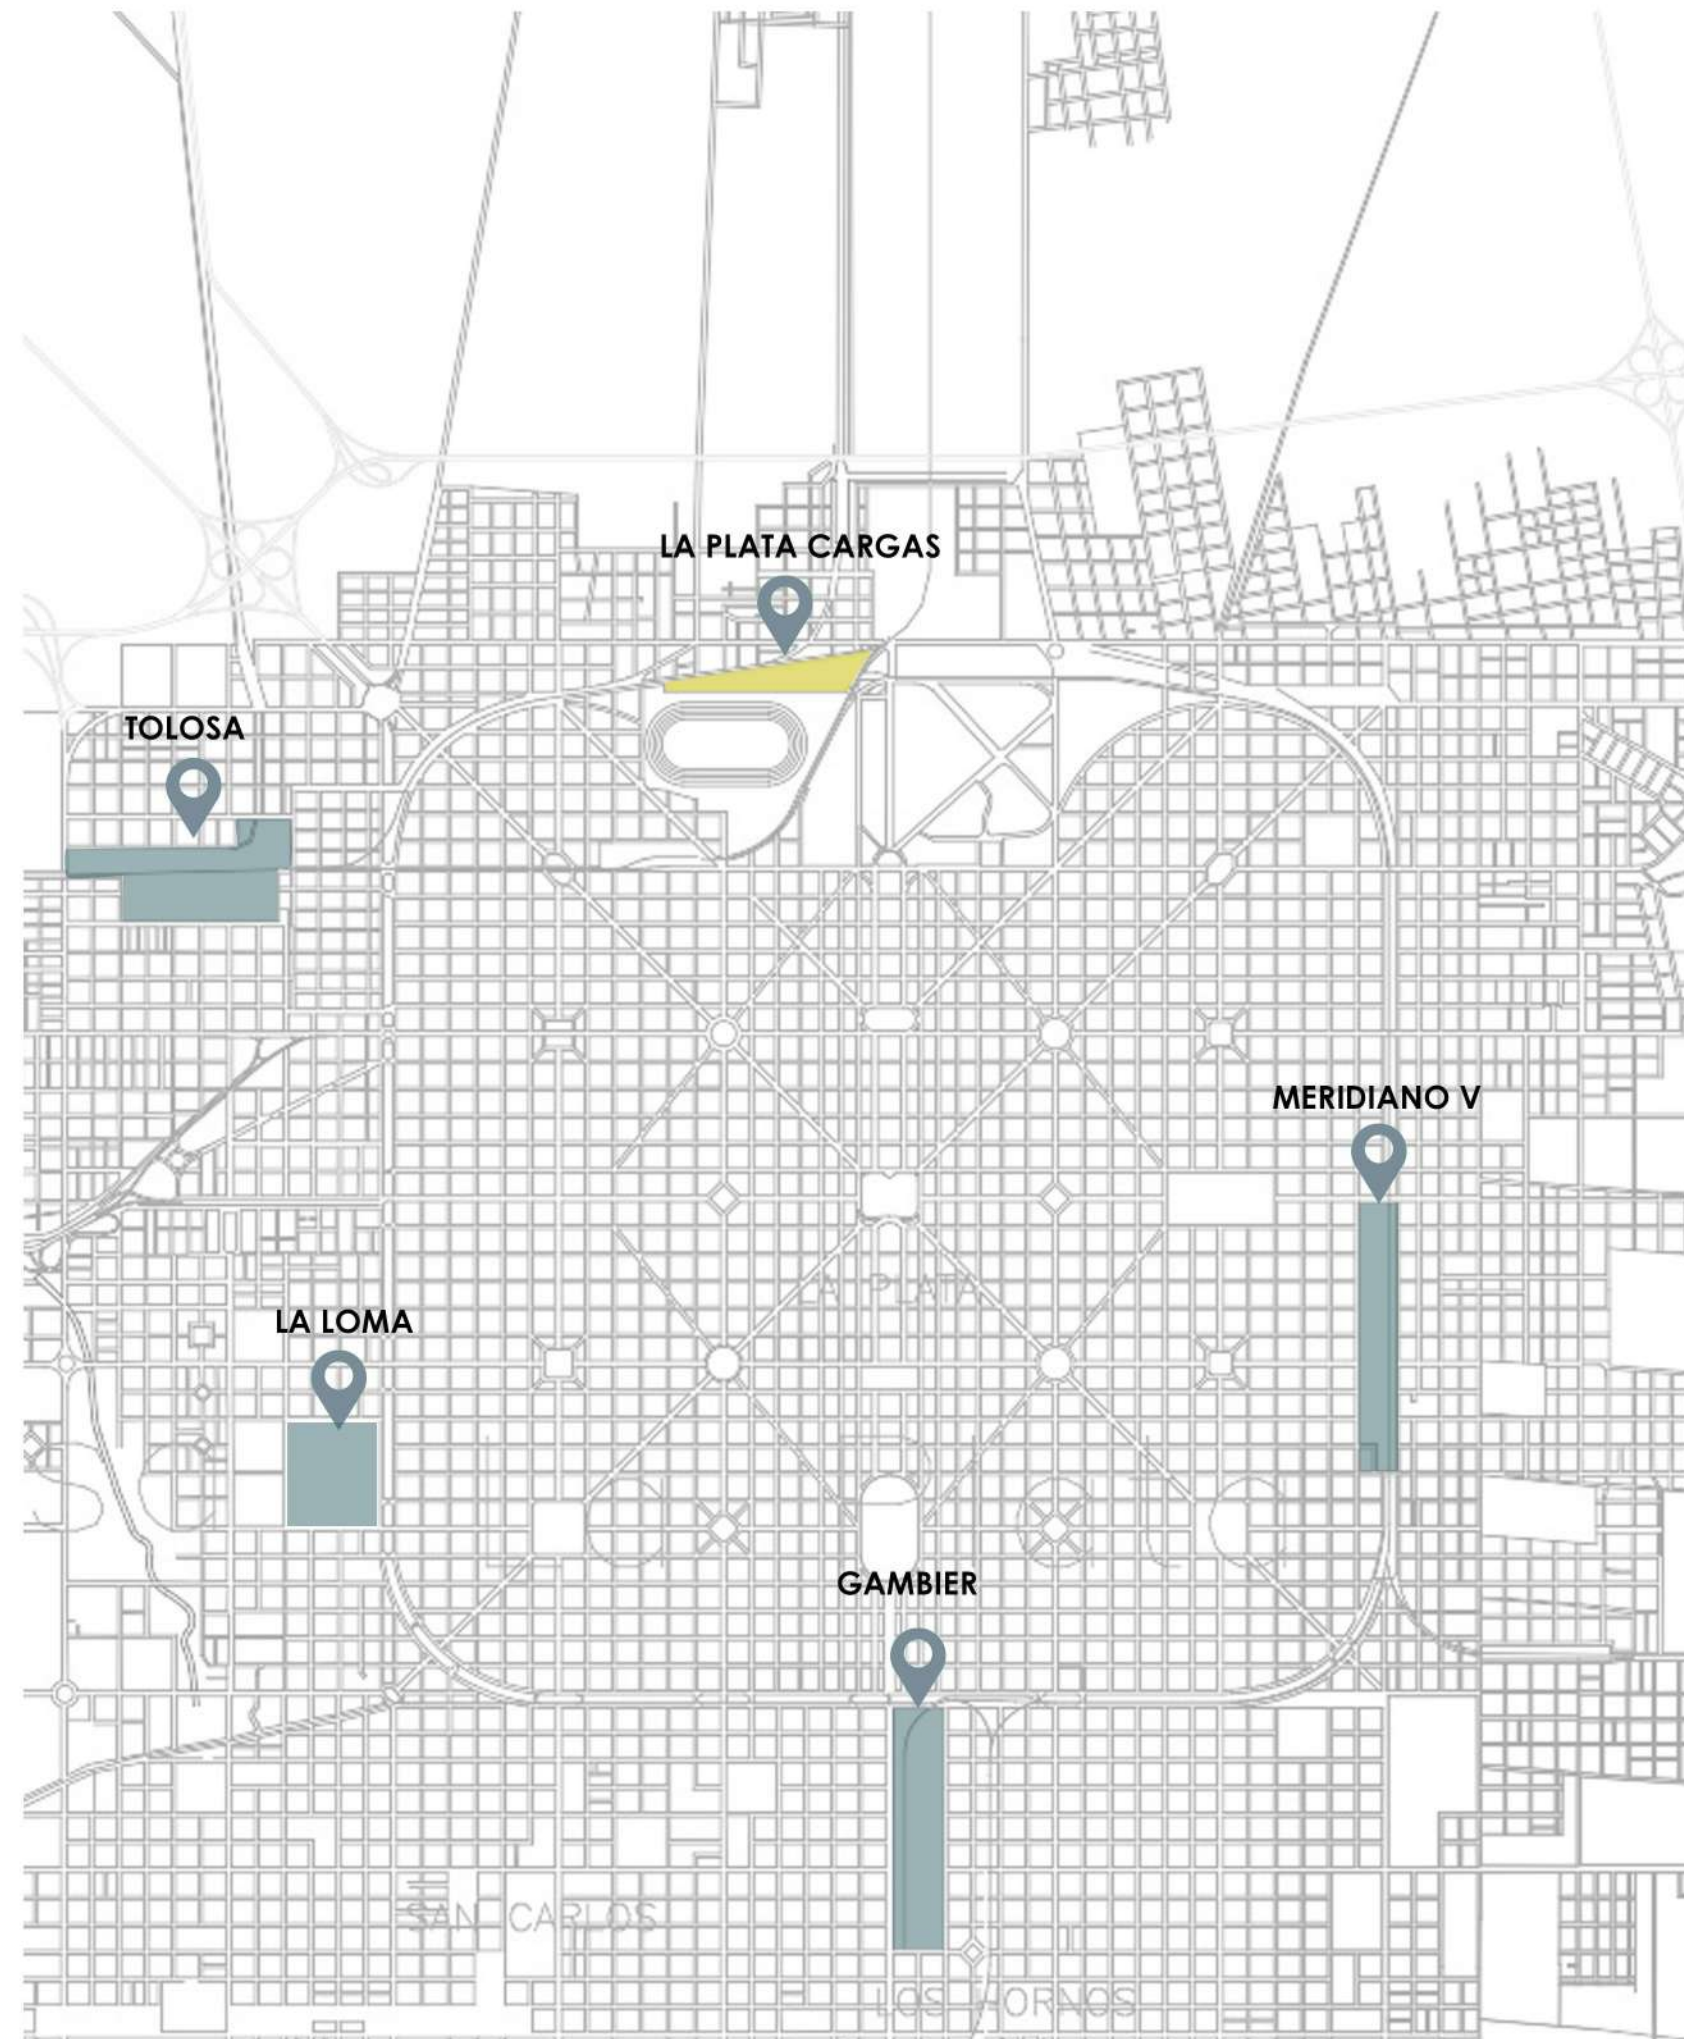 LA PLATA CARGAS
TOLOSA
MERIDIANO V
LA PLATA
LA LOMA
GAMBIER
SAN CARLOS
LOS HORNOS